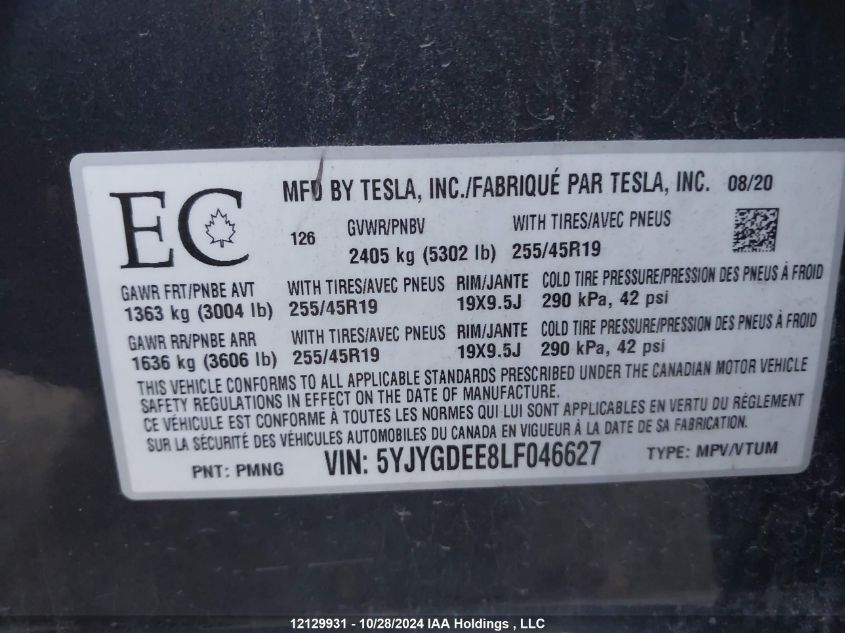 EC
MFD BY TESLA, INC./FABRIQUÉ PAR TESLA, INC. 08/20
126 GVWR/PNBV WITH TIRES/AVEC PNEUS
2405 kg (5302 lb) 255/45R19
GAWR FRT/PNBE AVT WITH TIRES/AVEC PNEUS RIM/JANTE COLD TIRE PRESSURE/PRESSION DES PNEUS À FROID
1363 kg (3004 lb) 255/45R19 19X9.5J 290 kPa, 42 psi
GAWR RR/PNBE ARR WITH TIRES/AVEC PNEUS RIM/JANTE COLD TIRE PRESSURE/PRESSION DES PNEUS À FROID
1636 kg (3606 lb) 255/45R19 19X9.5J 290 kPa, 42 psi
THIS VEHICLE CONFORMS TO ALL APPLICABLE STANDARDS PRESCRIBED UNDER THE CANADIAN MOTOR VEHICLE
SAFETY REGULATIONS IN EFFECT ON THE DATE OF MANUFACTURE.
CE VÉHICULE EST CONFORME À TOUTES LES NORMES QUI LUI SONT APPLICABLES EN VERTU DU RÈGLEMENT
SUR LA SÉCURITÉ DES VÉHICULES AUTOMOBILES DU CANADA EN VIGUEUR À LA DATE DE SA FABRICATION.
PNT: PMNG VIN: 5YJYGDEE8LF046627 TYPE: MPV/VTUM
12129931 - 10/28/2024 IAA Holdings , LLC